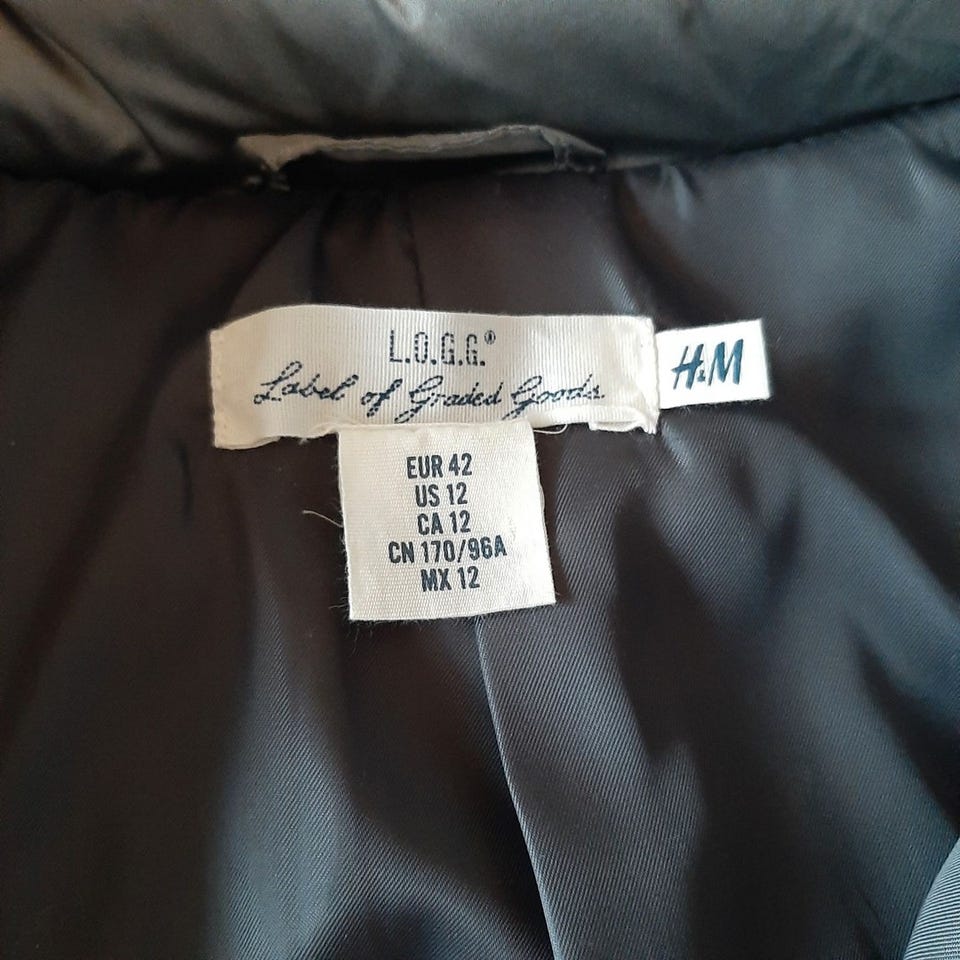 L.O.G.G.®
Label of Graded Goods
H&M
EUR 42
US 12
CA 12
CN 170/96A
MX 12